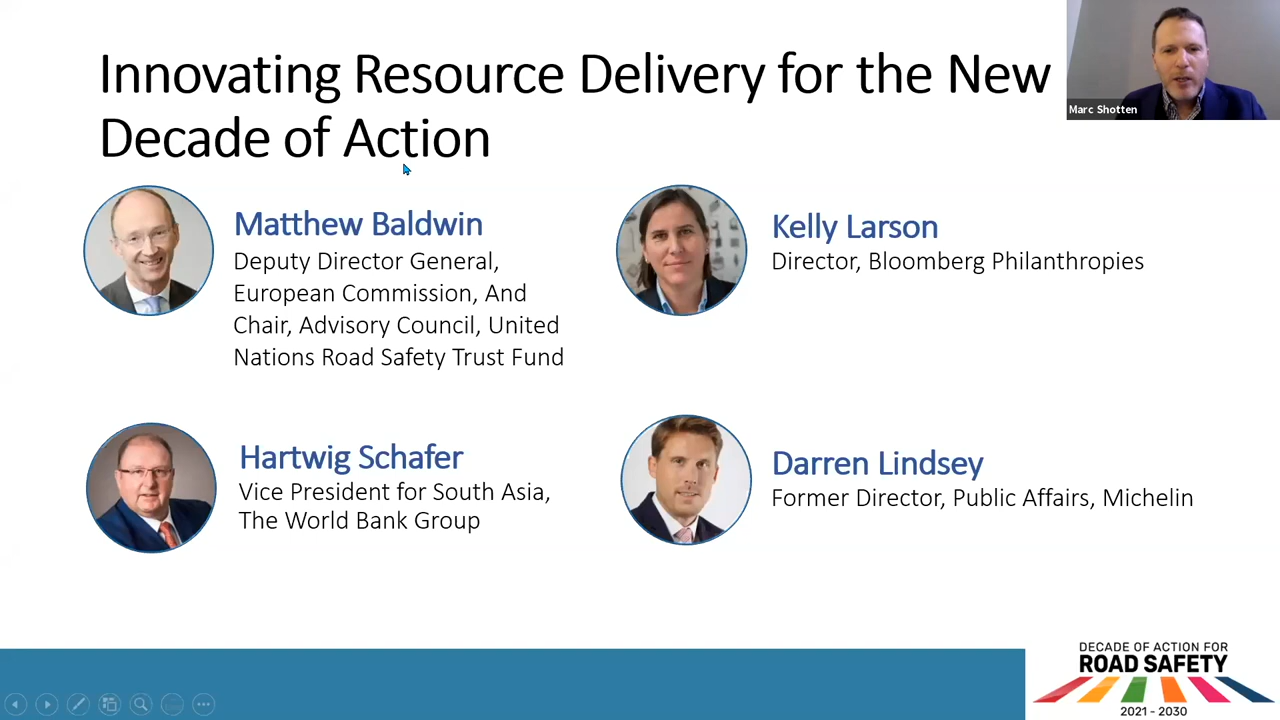 Innovating Resource Delivery for the New
Decade of Action
Marc Shotten
Matthew Baldwin
Deputy Director General,
European Commission, And
Chair, Advisory Council, United
Nations Road Safety Trust Fund
Kelly Larson
Director, Bloomberg Philanthropies
Hartwig Schafer
Vice President for South Asia,
The World Bank Group
Darren Lindsey
Former Director, Public Affairs, Michelin
DECADE OF ACTION FOR
ROAD SAFETY
2021 - 2030